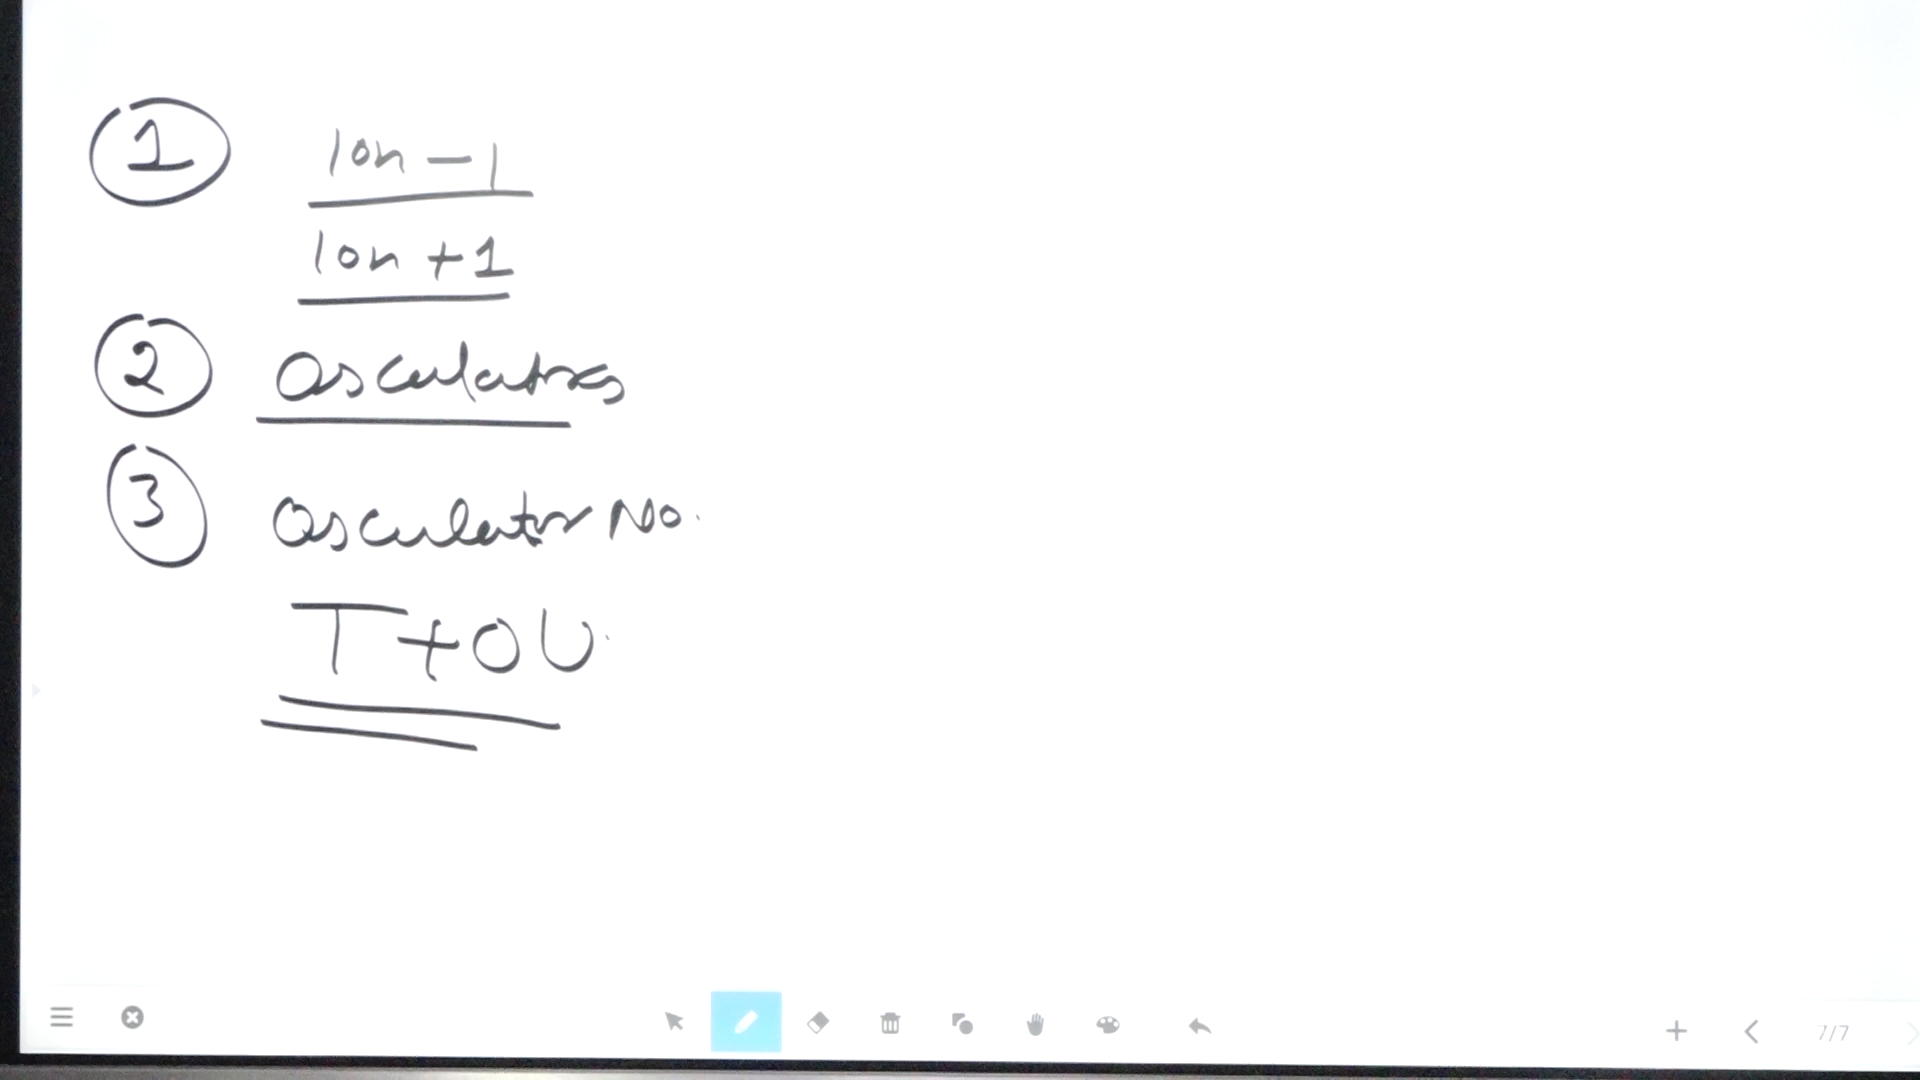 1 10n - 1
10n + 1
2 Osculators
3 Osculator No.
T + OU
7/7